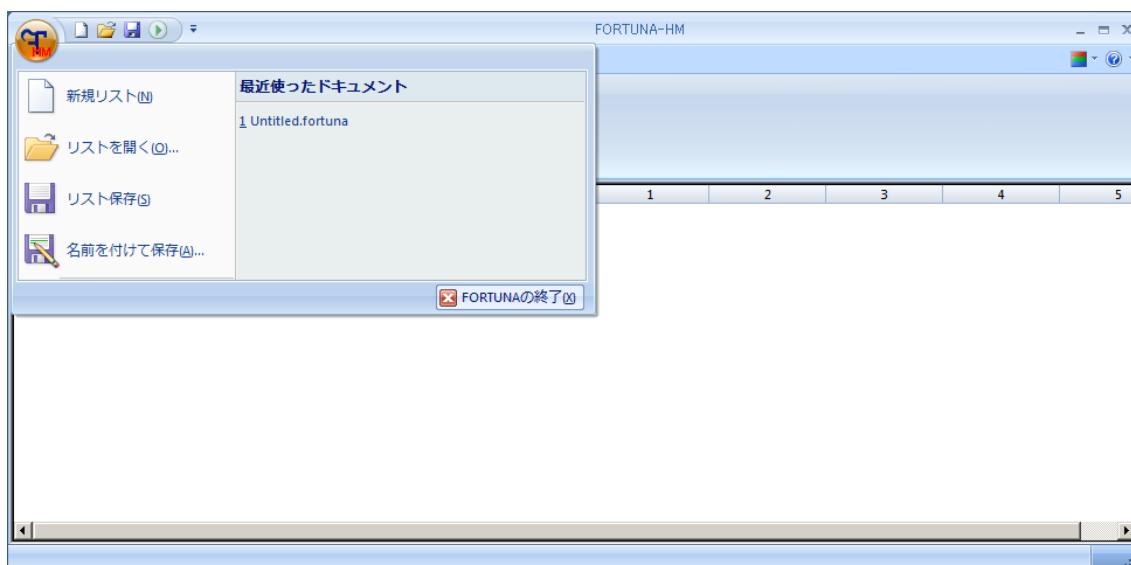 FORTUNA-HM
HM
新規リスト(N)
リストを開く(O)...
リスト保存(S)
名前を付けて保存(A)...
最近使ったドキュメント
1 Untitled.fortuna
FORTUNAの終了(X)
1 2 3 4 5